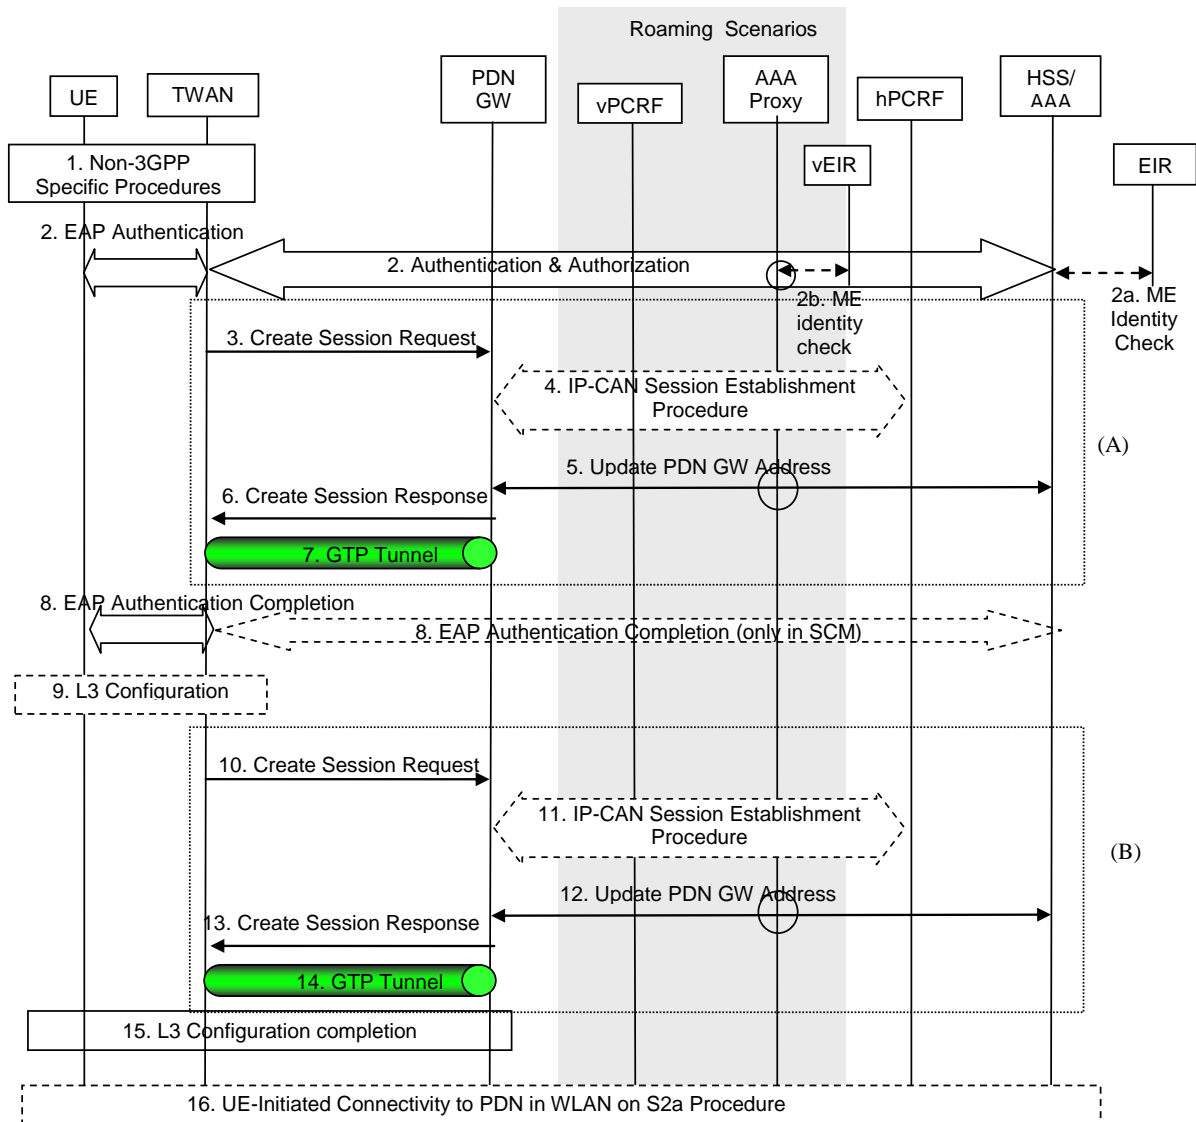 Roaming Scenarios
UE
TWAN
PDN
GW
vPCRF
AAA
Proxy
hPCRF
HSS/
AAA
vEIR
EIR
1. Non-3GPP
Specific Procedures
2. EAP Authentication
2. Authentication & Authorization
2b. ME
identity
check
2a. ME
Identity
Check
3. Create Session Request
4. IP-CAN Session Establishment
Procedure
(A)
5. Update PDN GW Address
6. Create Session Response
7. GTP Tunnel
8. EAP Authentication Completion
8. EAP Authentication Completion (only in SCM)
9. L3 Configuration
10. Create Session Request
11. IP-CAN Session Establishment
Procedure
(B)
12. Update PDN GW Address
13. Create Session Response
14. GTP Tunnel
15. L3 Configuration completion
16. UE-Initiated Connectivity to PDN in WLAN on S2a Procedure